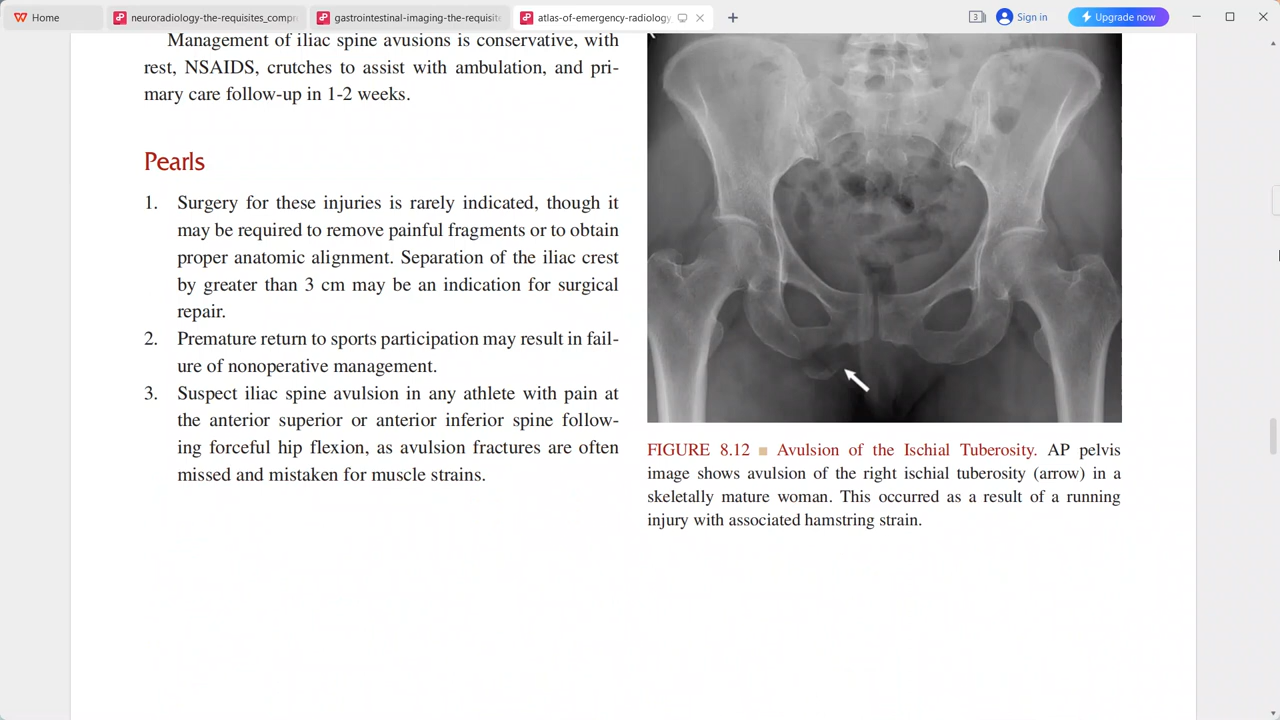 Home
neuroradiology-the-requisites_compr
gastrointestinal-imaging-the-requisite
atlas-of-emergency-radiology
3
Sign in
Upgrade now
Management of iliac spine avusions is conservative, with
rest, NSAIDS, crutches to assist with ambulation, and pri-
mary care follow-up in 1-2 weeks.
Pearls
1. Surgery for these injuries is rarely indicated, though it
may be required to remove painful fragments or to obtain
proper anatomic alignment. Separation of the iliac crest
by greater than 3 cm may be an indication for surgical
repair.
2. Premature return to sports participation may result in fail-
ure of nonoperative management.
3. Suspect iliac spine avulsion in any athlete with pain at
the anterior superior or anterior inferior spine follow-
ing forceful hip flexion, as avulsion fractures are often
missed and mistaken for muscle strains.
FIGURE 8.12 ■ Avulsion of the Ischial Tuberosity. AP pelvis
image shows avulsion of the right ischial tuberosity (arrow) in a
skeletally mature woman. This occurred as a result of a running
injury with associated hamstring strain.